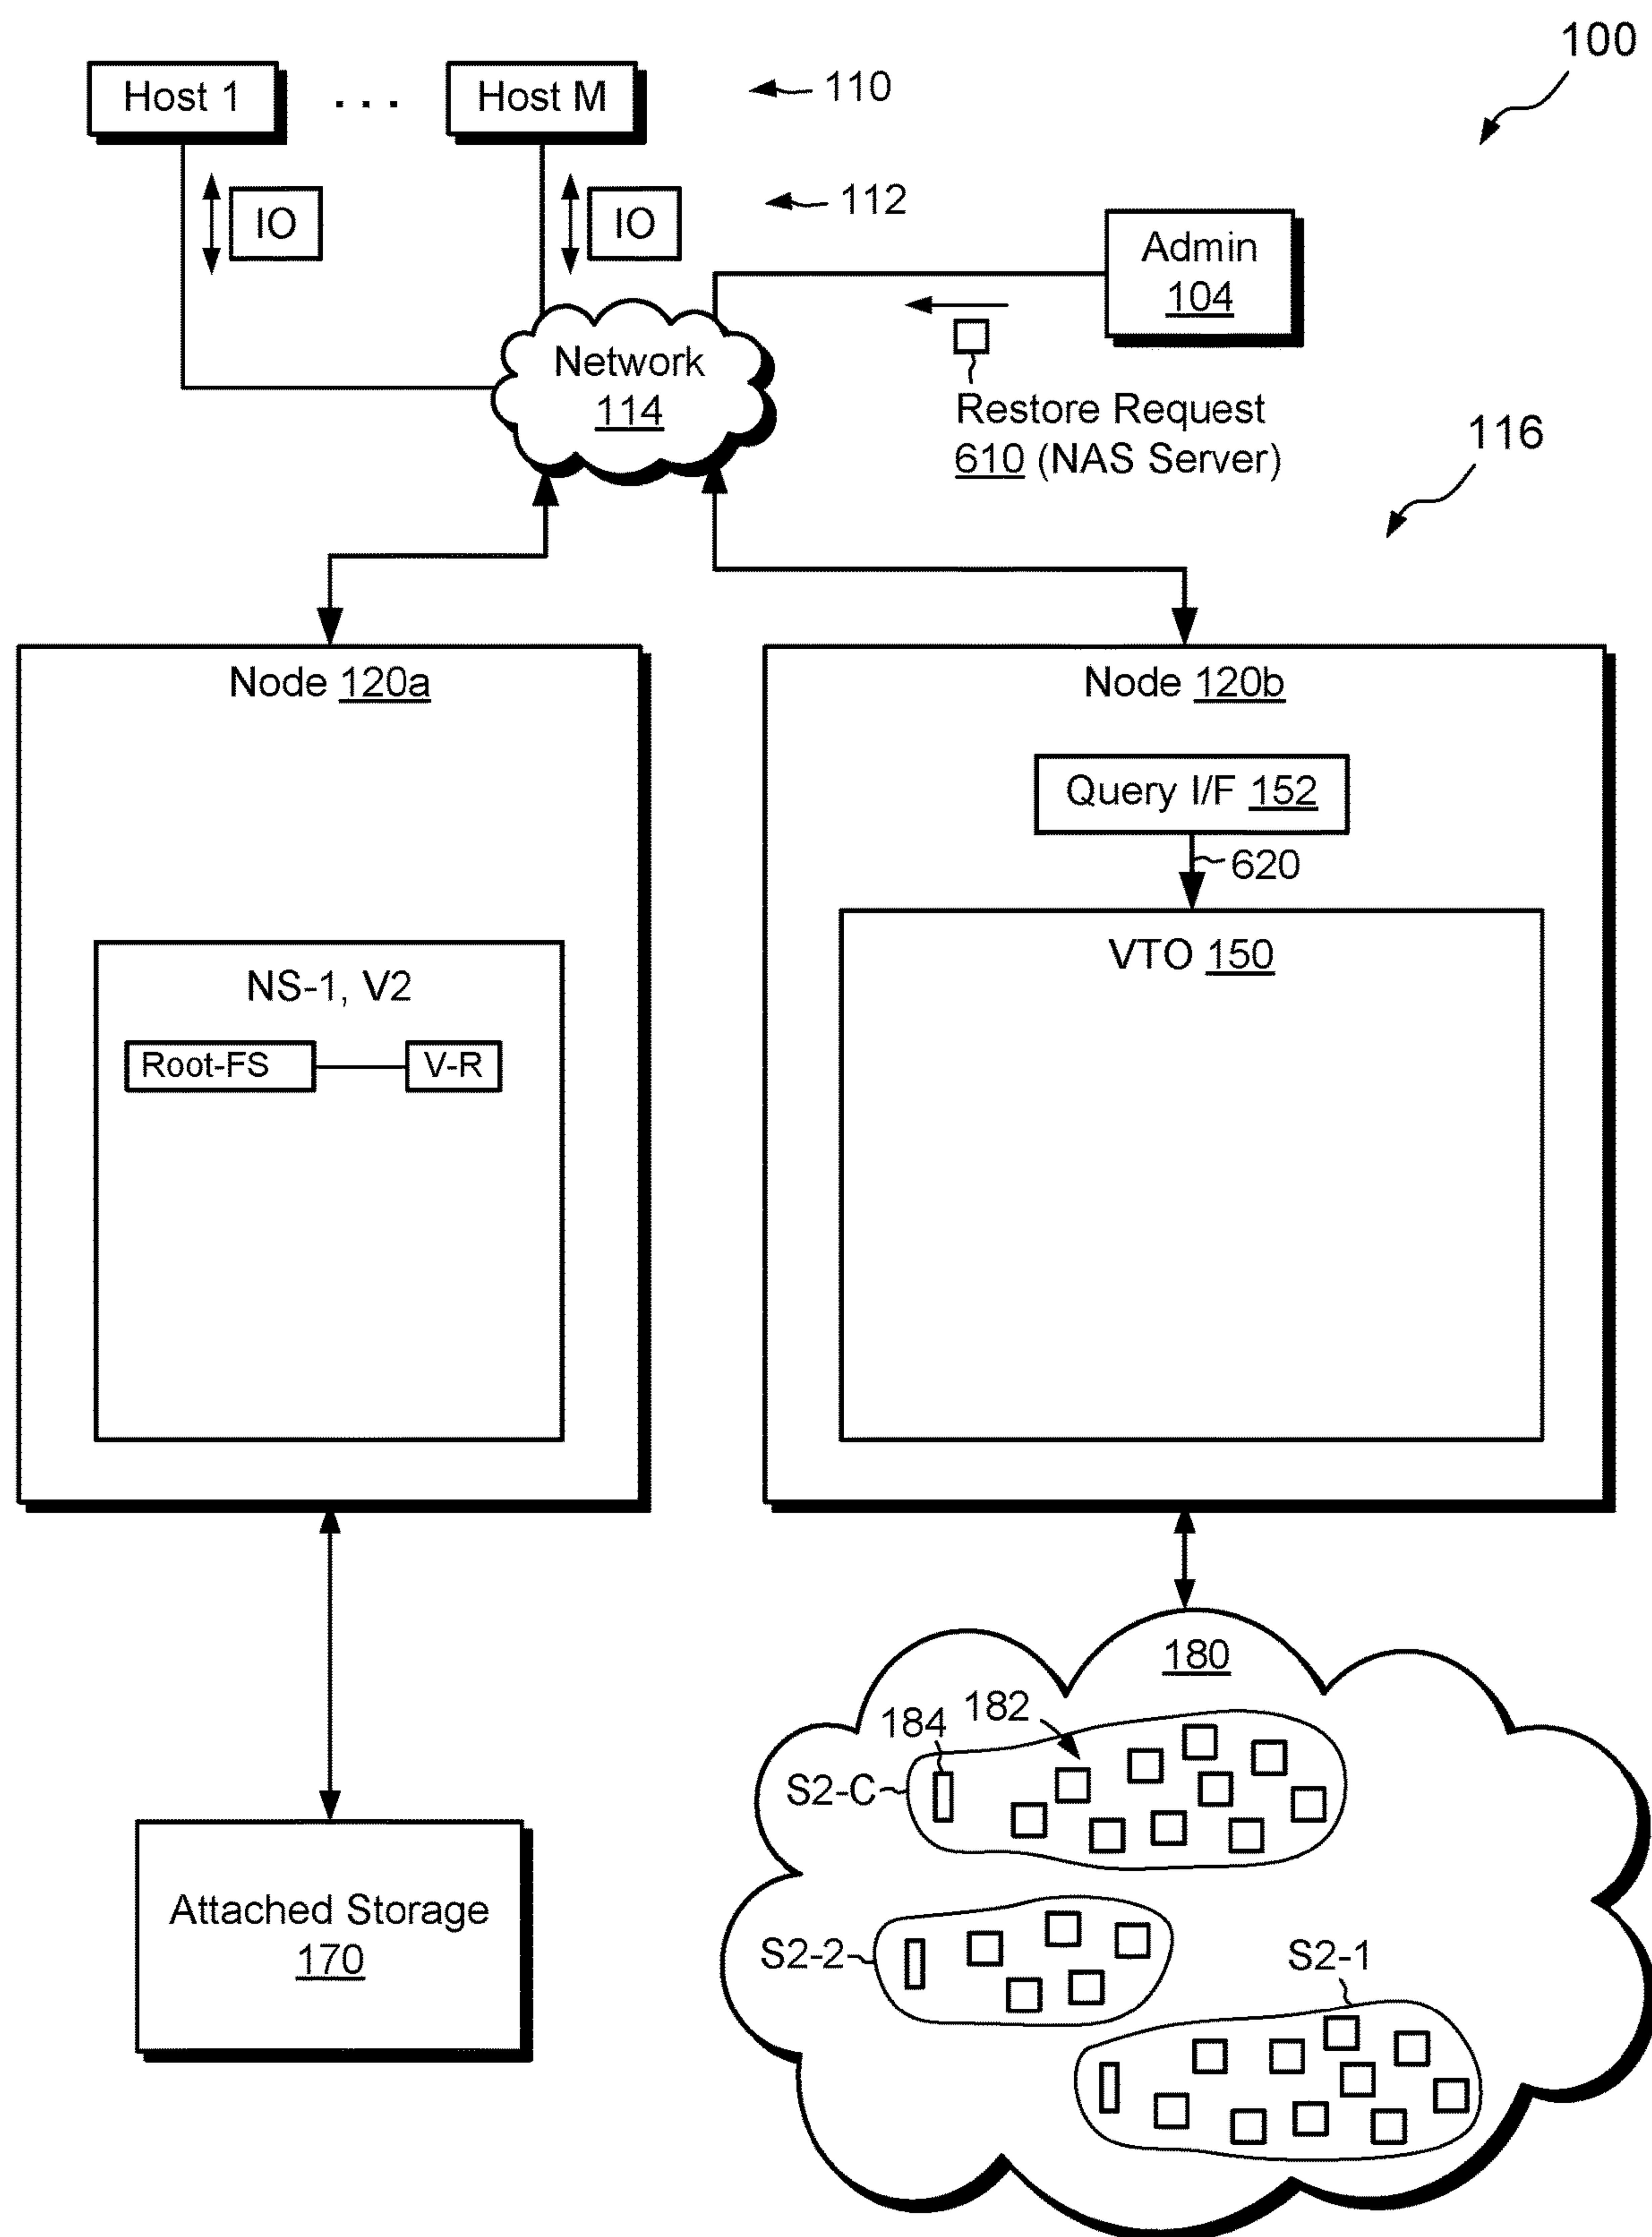 100
Host 1
. . .
Host M
110
IO
IO
112
Admin
104
Network
114
Restore Request
610 (NAS Server)
116
Node 120a
Node 120b
Query I/F 152
620
VTO 150
NS-1, V2
Root-FS
V-R
180
184
182
S2-C
Attached Storage
170
S2-2
S2-1